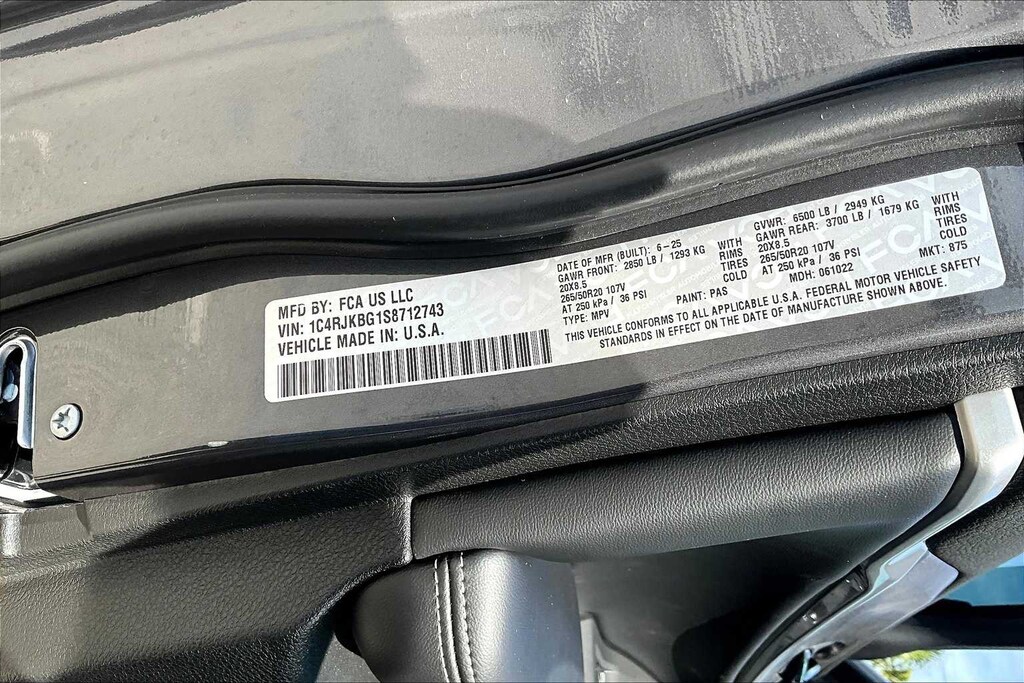 MFD BY: FCA US LLC
VIN: 1C4RJKBG1S8712743
VEHICLE MADE IN: U.S.A.
DATE OF MFR (BUILT): 6-25
GAWR FRONT: 2850 LB / 1293 KG WITH
20X8.5 RIMS
265/50R20 107V TIRES
AT 250 kPa / 36 PSI COLD
TYPE: MPV PAINT: PAS
GVWR: 6500 LB / 2949 KG
GAWR REAR: 3700 LB / 1679 KG WITH
20X8.5 RIMS
265/50R20 107V TIRES
AT 250 KPA / 36 PSI COLD
MDH: 061022 MKT: 875
THIS VEHICLE CONFORMS TO ALL APPLICABLE U.S.A. FEDERAL MOTOR VEHICLE SAFETY
STANDARDS IN EFFECT ON THE DATE OF MANUFACTURE SHOWN ABOVE.